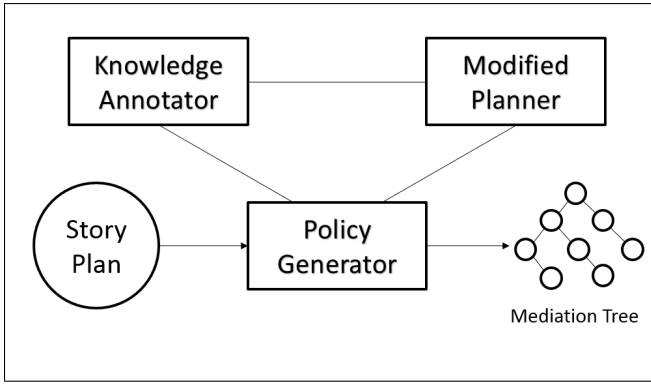 Knowledge
Annotator
Modified
Planner
Story
Plan
Policy
Generator
Mediation Tree